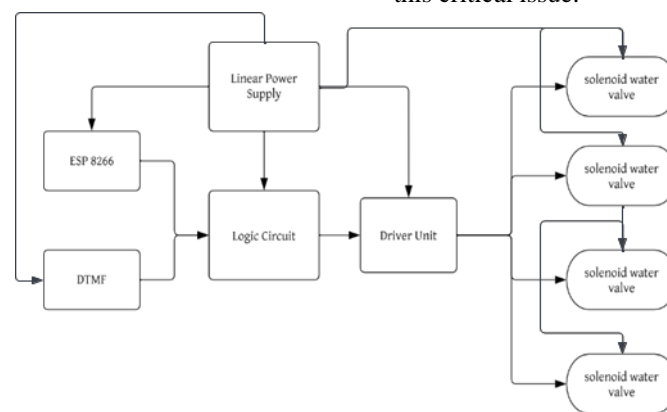 this critical issue.
Linear Power
Supply
solenoid water
valve
ESP 8266
solenoid water
valve
Logic Circuit
Driver Unit
DTMF
solenoid water
valve
solenoid water
valve